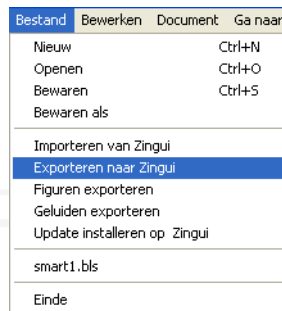 Bestand Bewerken Document Ga naar
Nieuw Ctrl+N
Openen Ctrl+O
Bewaren Ctrl+S
Bewaren als
Importeren van Zingui
Exporteren naar Zingui
Figuren exporteren
Geluiden exporteren
Update installeren op Zingui
smart1.bls
Einde